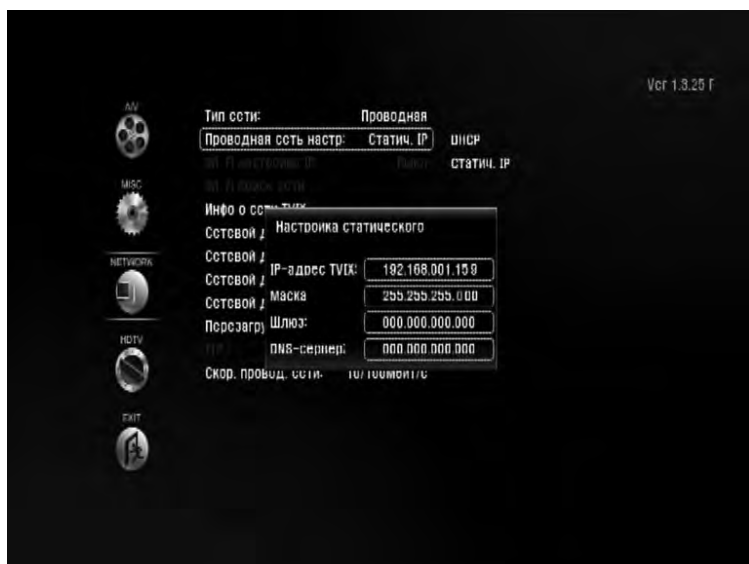 Ver 1.3.25 Г
A/V
Тип сети: Проводная
Проводная сеть настр: Статич. IP DHCP
Статич. IP
MISC
Инфо о сети TVIX
Настройка статического
Сетевой д
NETWORK
Сетевой д
IP-адрес TVIX: 192.168.001.159
Сетевой д
Маска 255.255.255.000
Сетевой д
Шлюз: 000.000.000.000
Перезагру
HDTV
DNS-сервер: 000.000.000.000
Скор. провод. сети: 10/100Мбит/с
EXIT